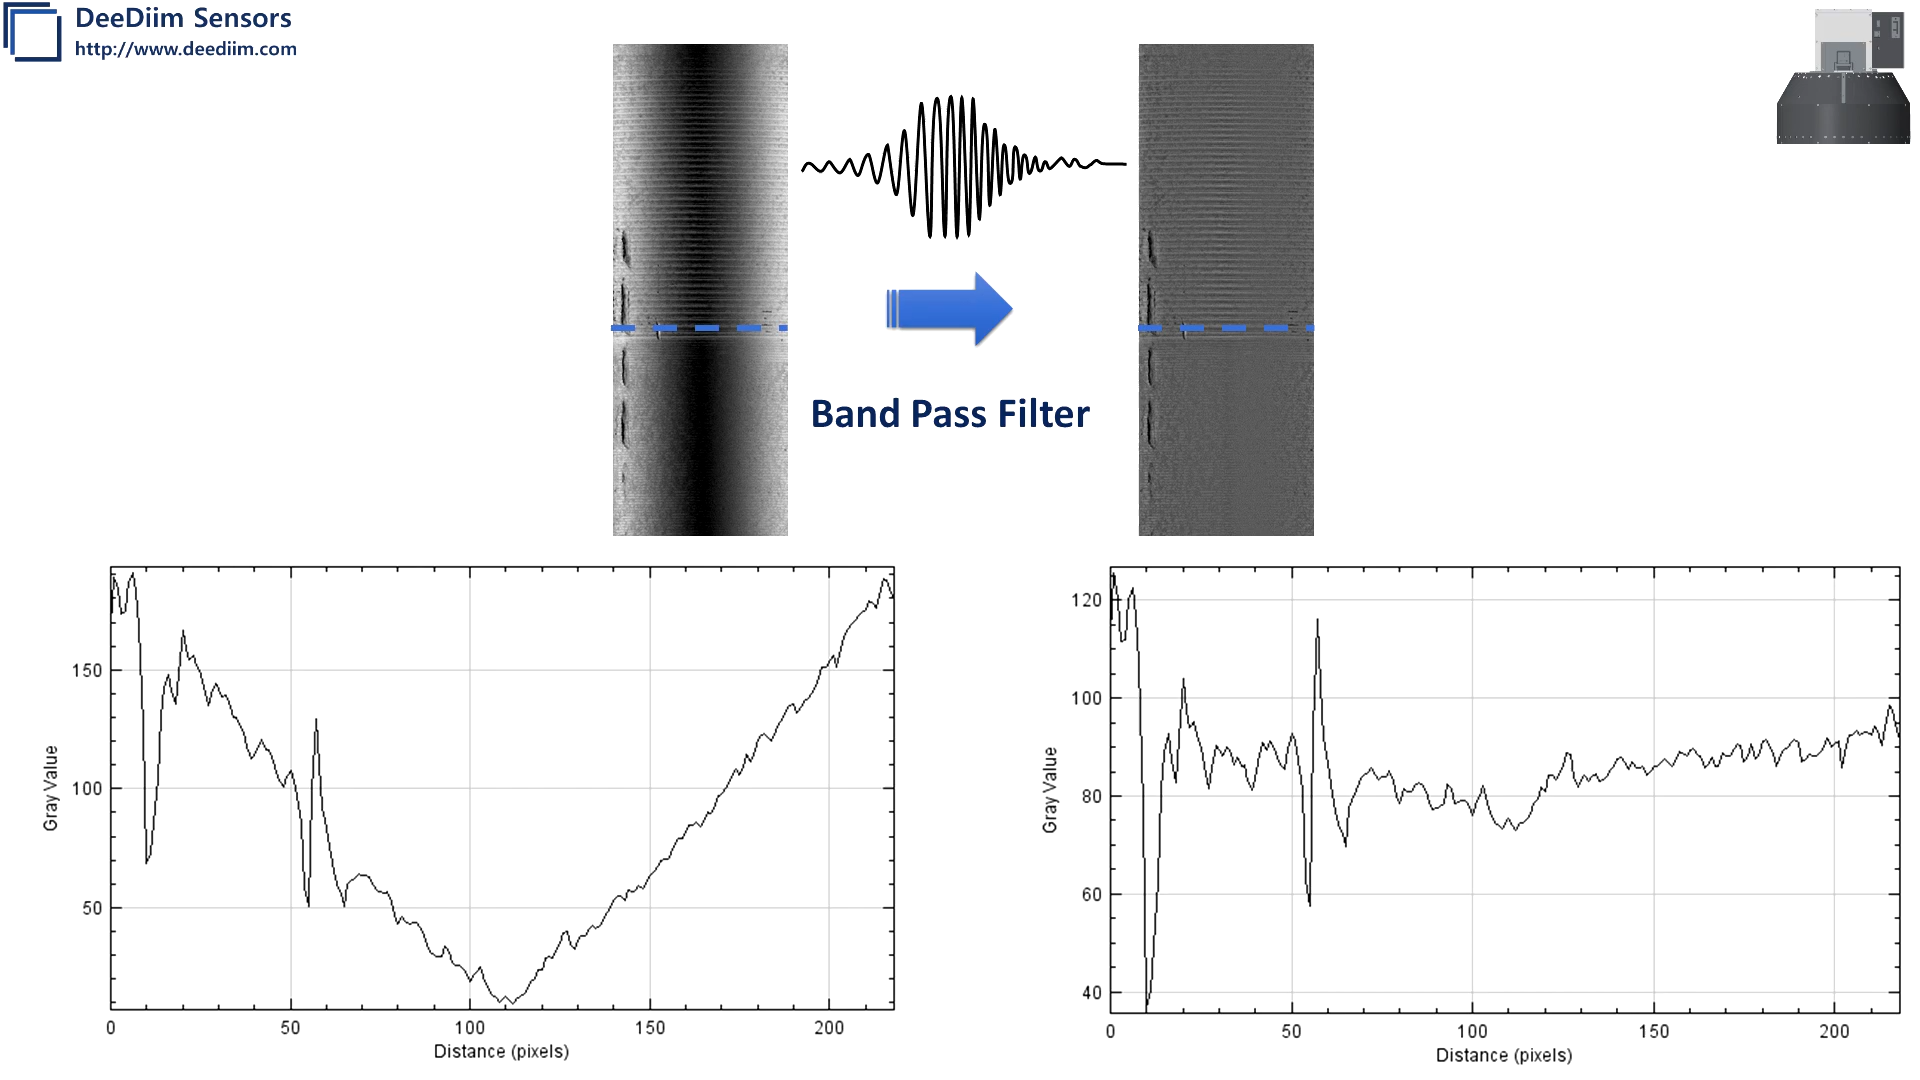 DeeDiim Sensors
http://www.deediim.com
Band Pass Filter
150
100
50
Gray Value
0
50
100
150
200
Distance (pixels)
120
100
80
60
40
Gray Value
0
50
100
150
200
Distance (pixels)